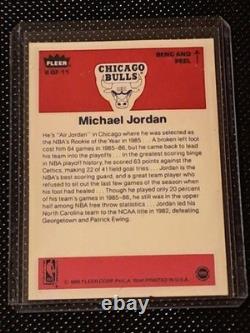 FLEER
8 OF 11
CHICAGO
BULLS
BEND AND
PEEL
Michael Jordan
He's "Air Jordan" in Chicago where he was selected
as the NBA's Rookie of the Year in 1985 ... A broken left foot
cost him 64 games in 1985-86, but he came back to lead the
team into the playoffs ... In the greatest scoring binge
in NBA playoff history, he scored 63 points against the
Celtics, making 22 of 41 field goal tries ... Jordan is the
NBA's best scoring guard, and a great team player who
refused to sit out the last few games of the season when
his foot had healed, despite his doctor's wishes ...
Though he played only 20 percent
of his team's games in 1985-86, he still was in the upper
half among NBA free throw statistics ... Jordan led his
North Carolina team to the NCAA title in 1982, defeating
Georgetown and Patrick Ewing.
NBA
© 1986 FLEER CORP. PHILA. 19141 PRINTED IN U.S.A.